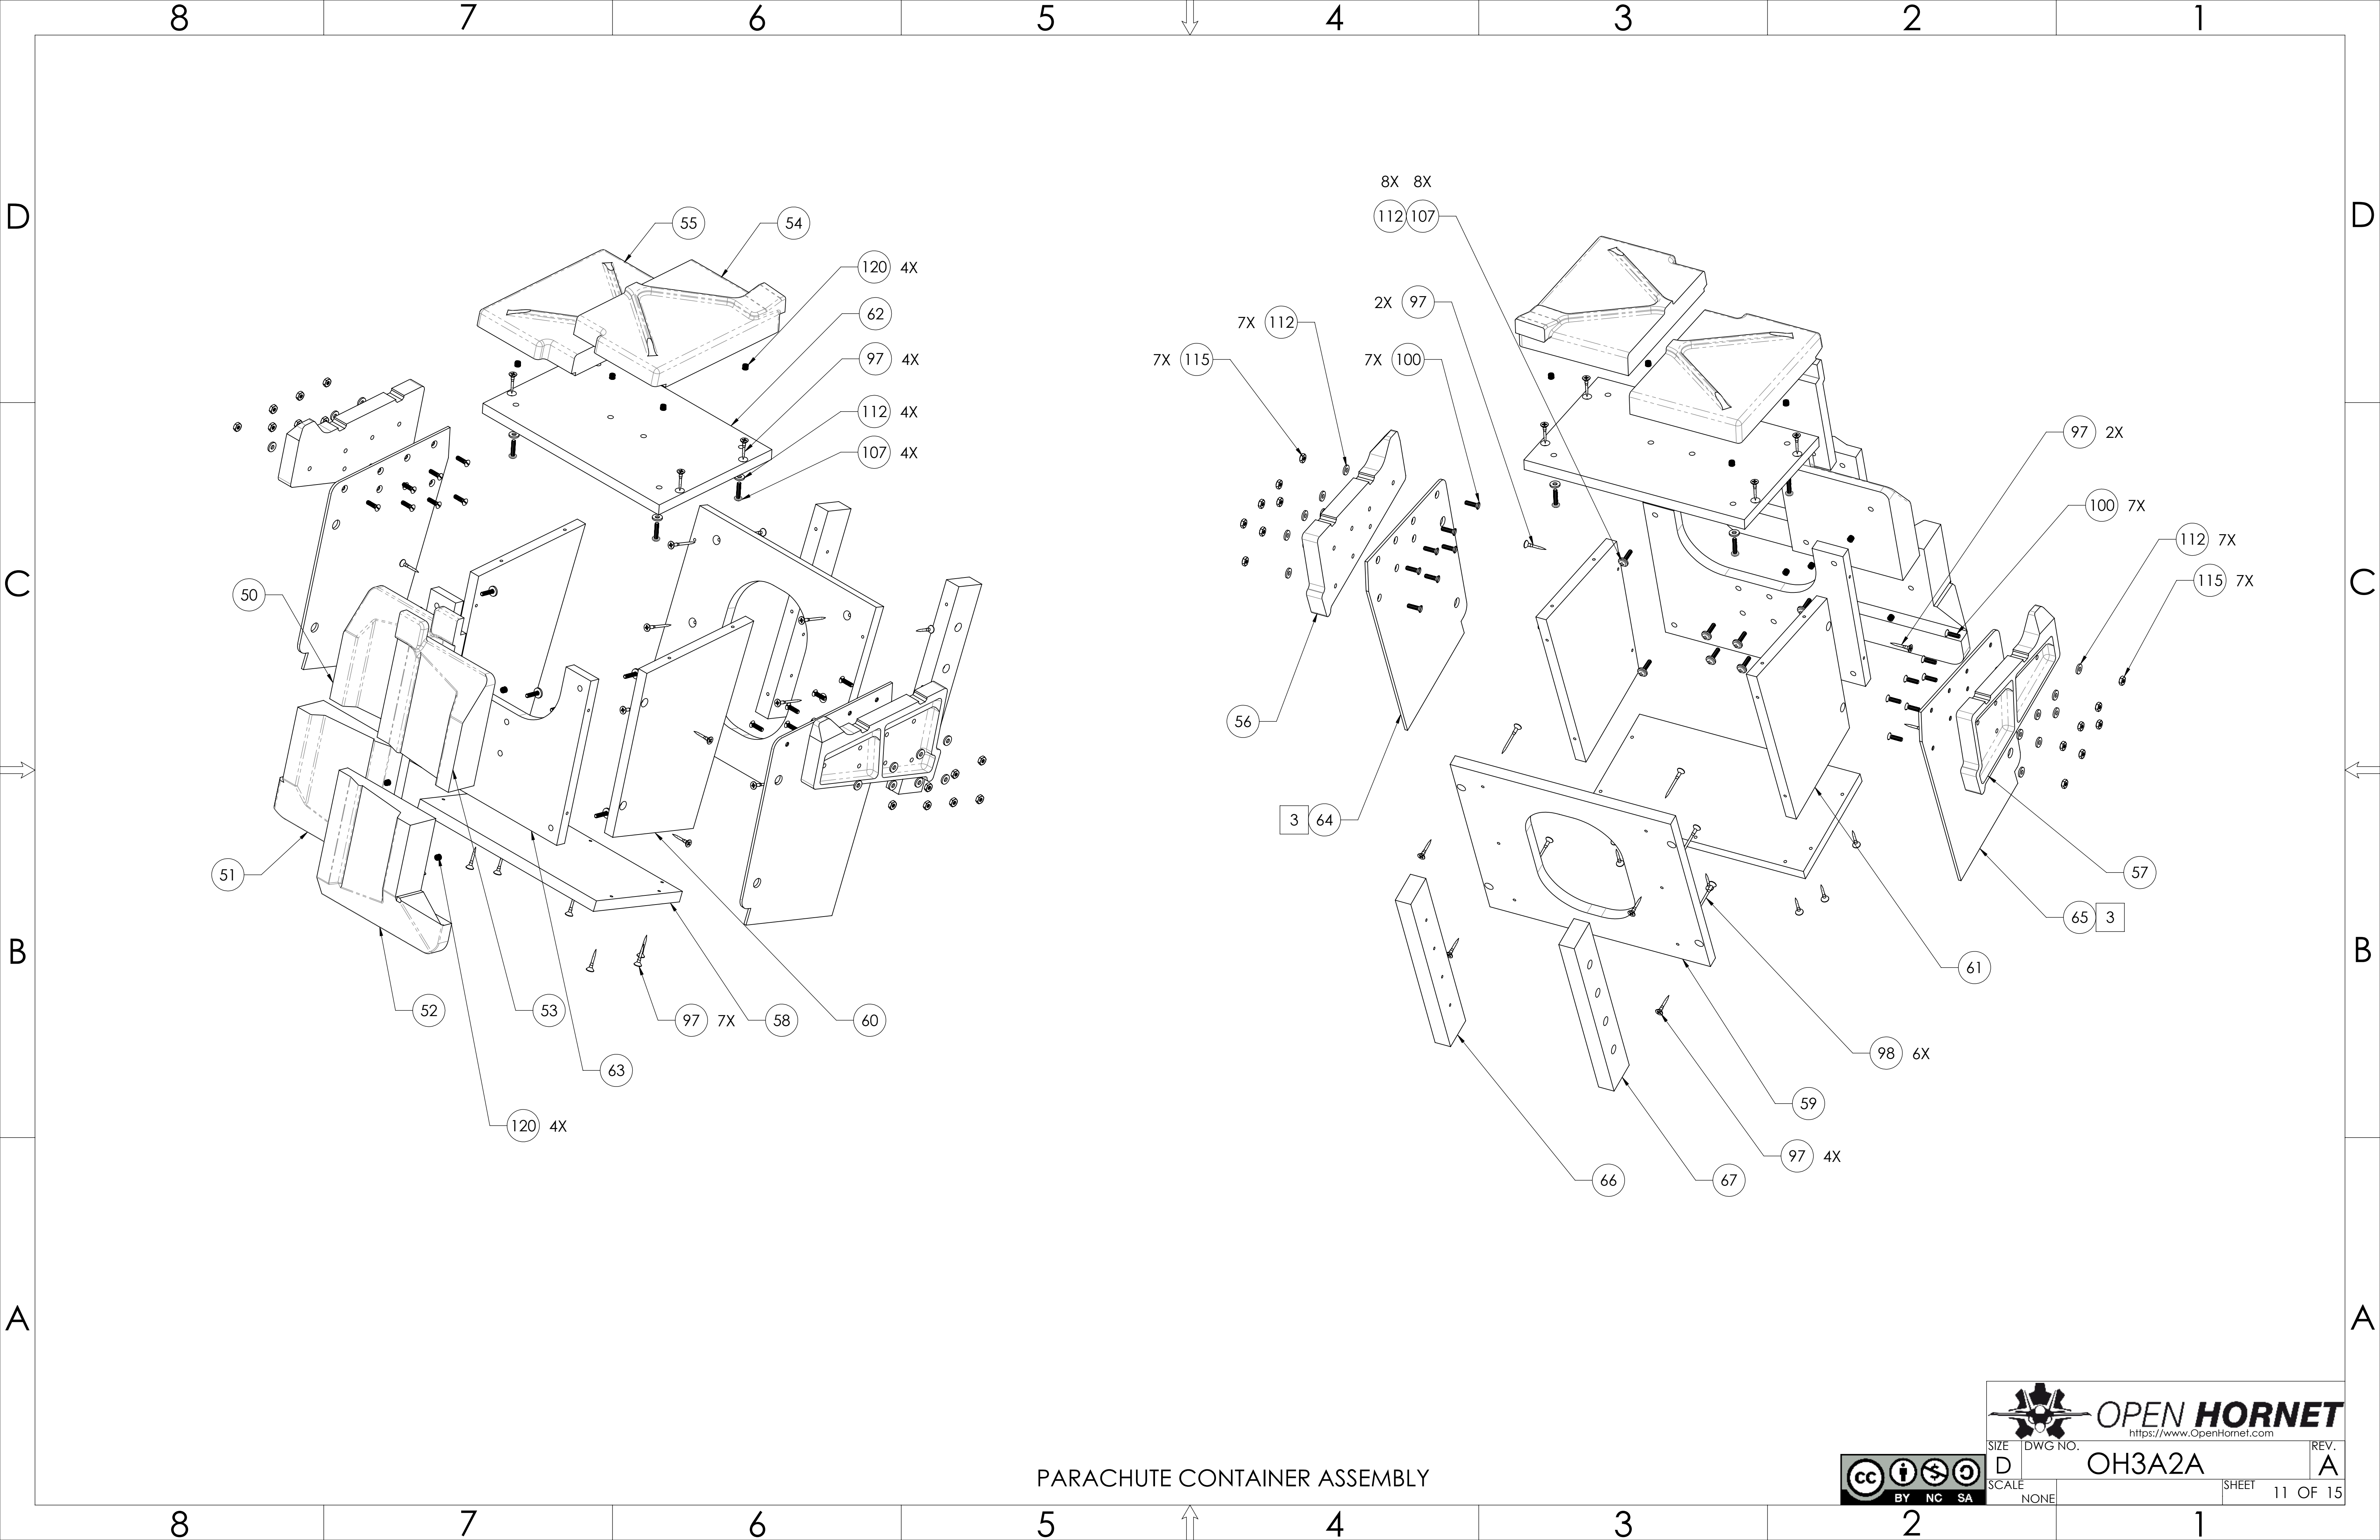 8 7 6 5 4 3 2 1
D D
8X 8X
112 107
55 54
120 4X
62
97 4X
112 4X
107 4X
2X 97
7X 112
7X 115
7X 100
97 2X
100 7X
112 7X
115 7X
C C
50
51
52
53
63
97 7X
58
60
120 4X
56
3 64
57
65 3
61
98 6X
59
97 4X
66
67
B B
A A
PARACHUTE CONTAINER ASSEMBLY
OPEN HORNET
https://www.OpenHornet.com
SIZE DWG NO. REV.
D OH3A2A A
SCALE NONE SHEET 11 OF 15
cc BY NC SA
8 7 6 5 4 3 2 1